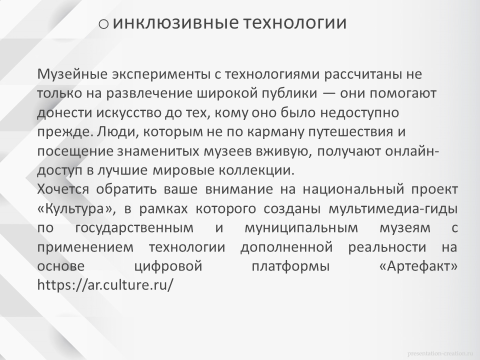 ○ инклюзивные технологии
Музейные эксперименты с технологиями рассчитаны не
только на развлечение широкой публики — они помогают
донести искусство до тех, кому оно было недоступно
прежде. Люди, которым не по карману путешествия и
посещение знаменитых музеев вживую, получают онлайн-
доступ в лучшие мировые коллекции.
Хочется обратить ваше внимание на национальный проект
«Культура», в рамках которого созданы мультимедиа-гиды
по государственным и муниципальным музеям с
применением технологии дополненной реальности на
основе цифровой платформы «Артефакт»
https://ar.culture.ru/